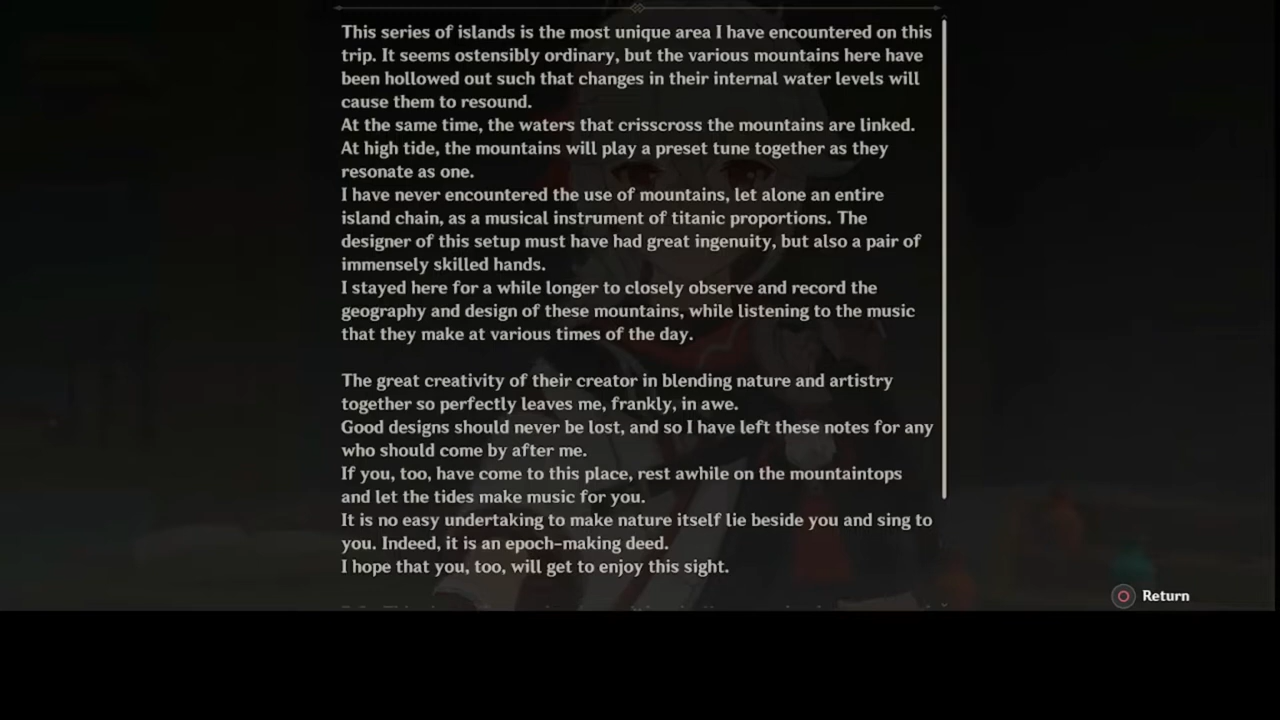 This series of islands is the most unique area I have encountered on this
trip. It seems ostensibly ordinary, but the various mountains here have
been hollowed out such that changes in their internal water levels will
cause them to resound.
At the same time, the waters that crisscross the mountains are linked.
At high tide, the mountains will play a preset tune together as they
resonate as one.
I have never encountered the use of mountains, let alone an entire
island chain, as a musical instrument of titanic proportions. The
designer of this setup must have had great ingenuity, but also a pair of
immensely skilled hands.
I stayed here for a while longer to closely observe and record the
geography and design of these mountains, while listening to the music
that they make at various times of the day.
The great creativity of their creator in blending nature and artistry
together so perfectly leaves me, frankly, in awe.
Good designs should never be lost, and so I have left these notes for any
who should come by after me.
If you, too, have come to this place, rest awhile on the mountaintops
and let the tides make music for you.
It is no easy undertaking to make nature itself lie beside you and sing to
you. Indeed, it is an epoch-making deed.
I hope that you, too, will get to enjoy this sight.
Return